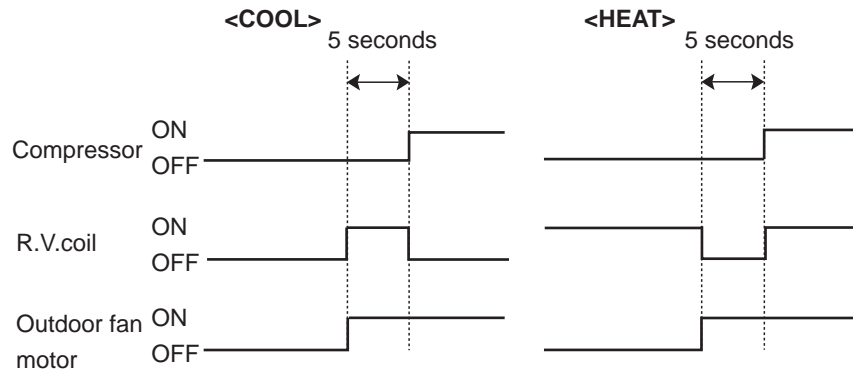 <COOL> <HEAT>
5 seconds 5 seconds
Compressor ON
OFF
R.V.coil ON
OFF
Outdoor fan ON
motor OFF